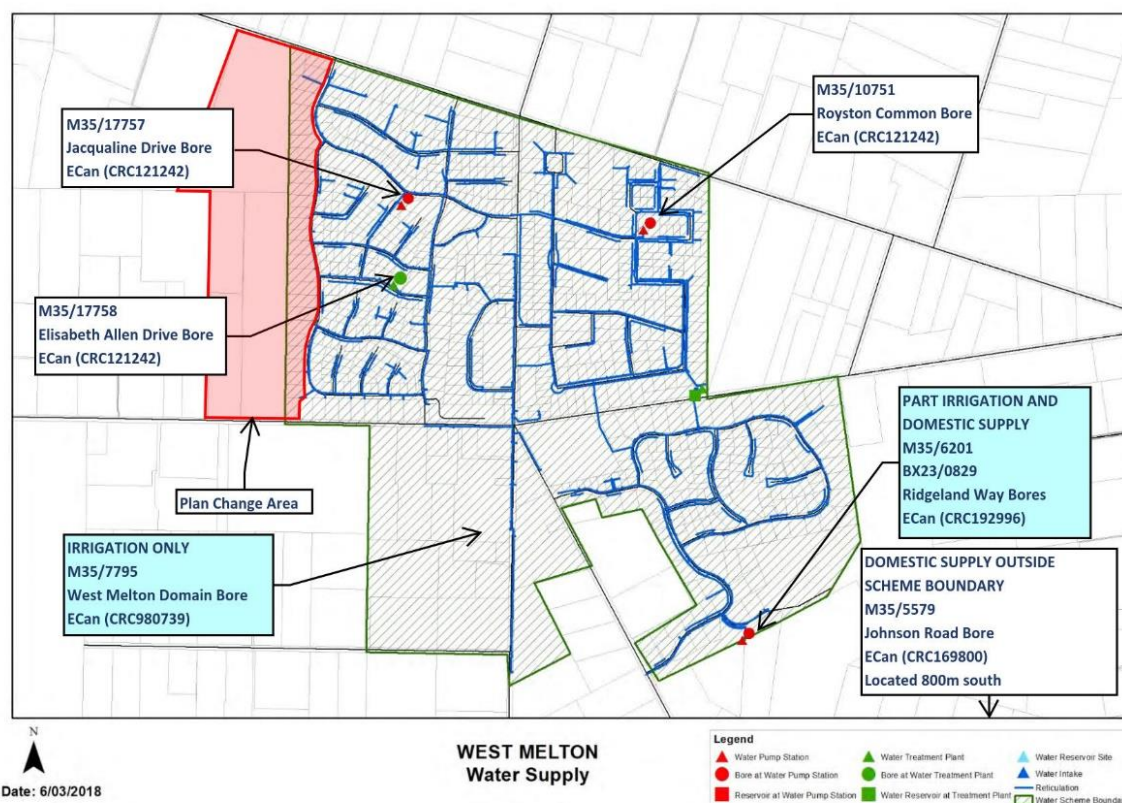 M35/17757
Jacqualine Drive Bore
ECan (CRC121242)
M35/10751
Royston Common Bore
ECan (CRC121242)
M35/17758
Elisabeth Allen Drive Bore
ECan (CRC121242)
Plan Change Area
PART IRRIGATION AND
DOMESTIC SUPPLY
M35/6201
BX23/0829
Ridgeland Way Bores
ECan (CRC192996)
IRRIGATION ONLY
M35/7795
West Melton Domain Bore
ECan (CRC980739)
DOMESTIC SUPPLY OUTSIDE
SCHEME BOUNDARY
M35/5579
Johnson Road Bore
ECan (CRC169800)
Located 800m south
N
Date: 6/03/2018
WEST MELTON
Water Supply
Legend
Water Pump Station
Bore at Water Pump Station
Reservoir at Water Pump Station
Water Treatment Plant
Bore at Water Treatment Plant
Water Reservoir at Treatment Plant
Water Reservoir Site
Water Intake
Reticulation
Water Scheme Bounda